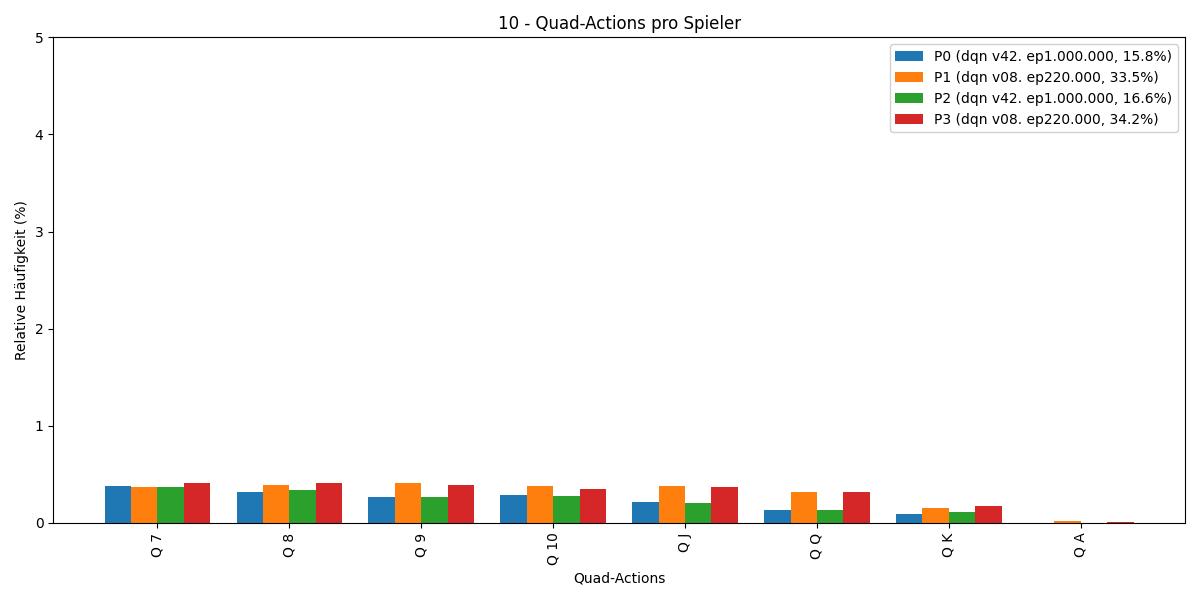 10 - Quad-Actions pro Spieler
P0 (dqn v42. ep1.000.000, 15.8%)
P1 (dqn v08. ep220.000, 33.5%)
P2 (dqn v42. ep1.000.000, 16.6%)
P3 (dqn v08. ep220.000, 34.2%)
Relative Häufigkeit (%)
5
4
3
2
1
0
Q 7
Q 8
Q 9
Q 10
Q J
Q Q
Q K
Q A
Quad-Actions